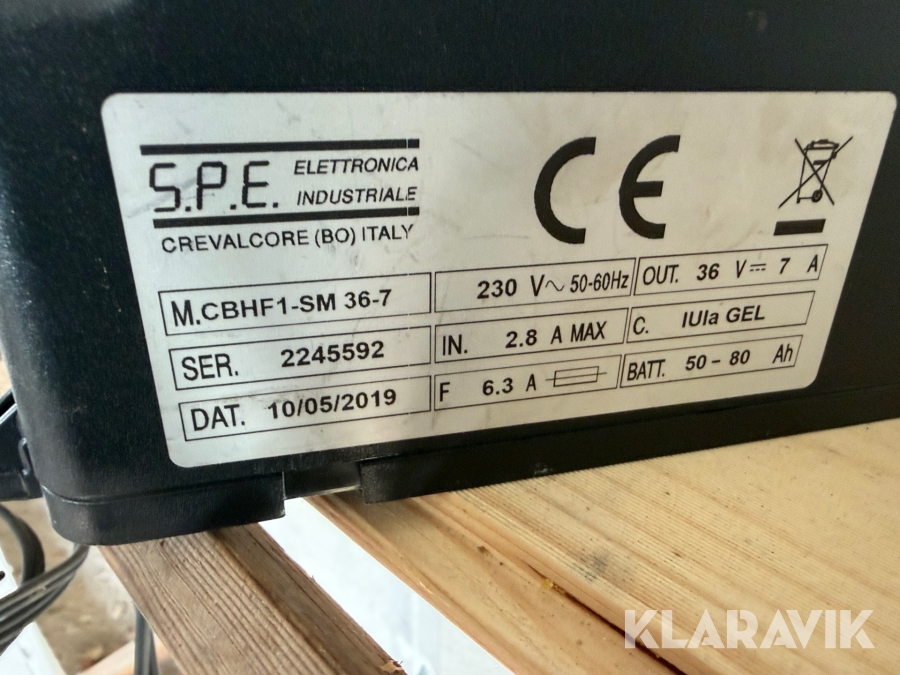 S.P.E. ELETTRONICA
INDUSTRIALE
CREVALCORE (BO) ITALY
CE
M.CBHF1-SM 36-7
230 V~ 50-60Hz
OUT. 36 V⎓ 7 A
SER. 2245592
IN. 2.8 A MAX
C. IUIa GEL
DAT. 10/05/2019
F 6.3 A
BATT. 50 - 80 Ah
KLARAVIK